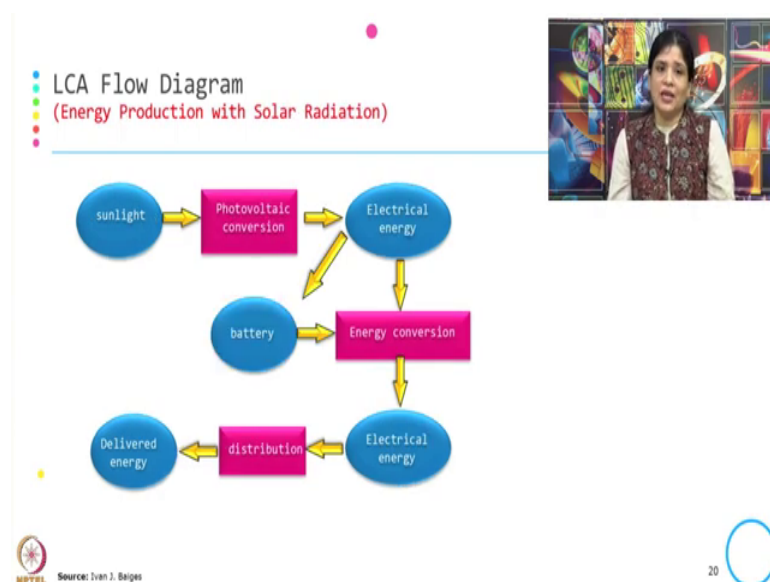 LCA Flow Diagram
(Energy Production with Solar Radiation)
sunlight
Photovoltaic
conversion
Electrical
energy
battery
Energy conversion
Delivered
energy
distribution
Electrical
energy
NPTEL
Source: Ivan J. Baiges
20